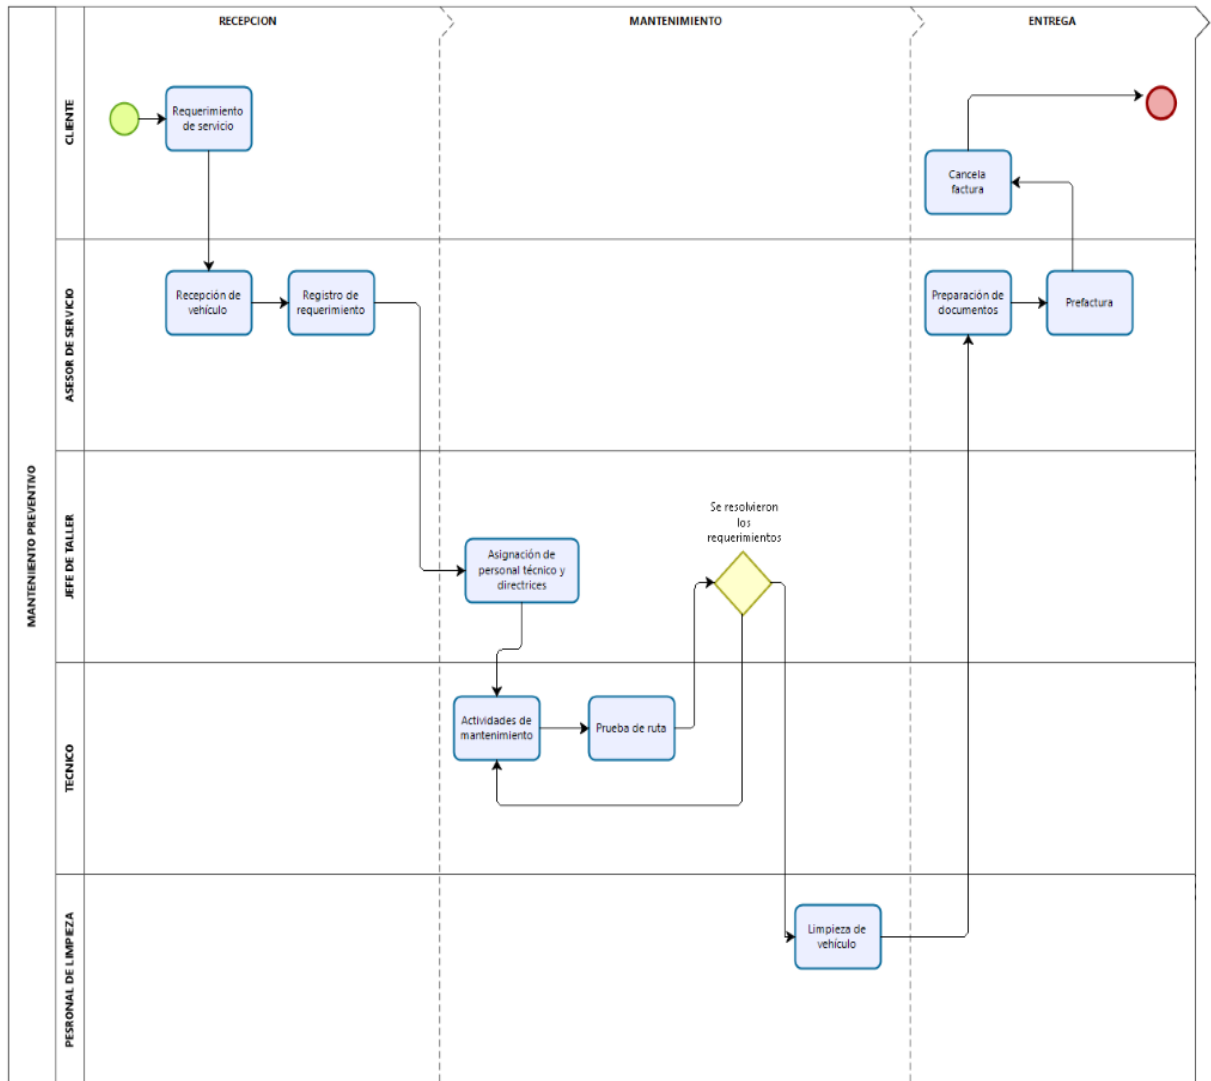 RECEPCION
MANTENIMIENTO
ENTREGA
MANTENIENTO PREVENTIVO
CLIENTE
Requerimiento
de servicio
Cancela
factura
ASESOR DE SERVICIO
Recepción de
vehículo
Registro de
requerimiento
Preparación de
documentos
Prefactura
JEFE DE TALLER
Asignación de
personal técnico y
directrices
Se resolvieron
los
requerimientos
TECNICO
Actividades de
mantenimiento
Prueba de ruta
PESRONAL DE LIMPIEZA
Limpieza de
vehículo